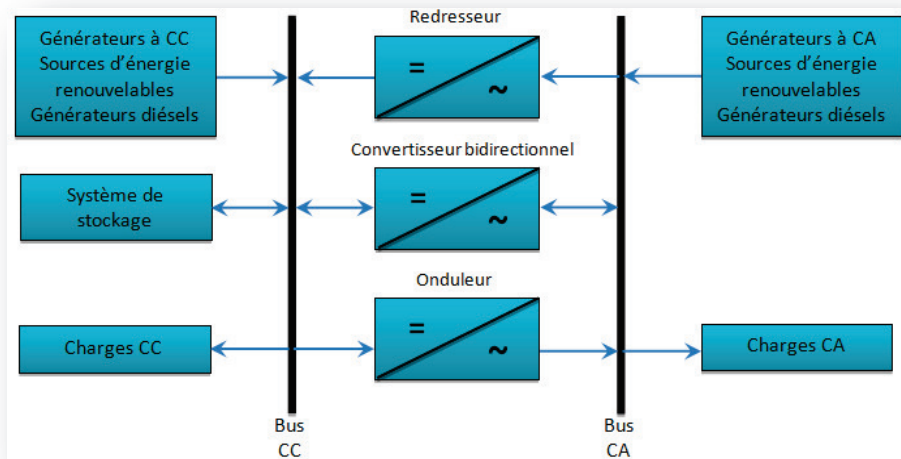 Redresseur
Générateurs à CC
Sources d'énergie
renouvelables
Générateurs diésels
=
~
Générateurs à CA
Sources d'énergie
renouvelables
Générateurs diésels
Convertisseur bidirectionnel
Système de
stockage
=
~
Onduleur
Charges CC
=
~
Charges CA
Bus
CC
Bus
CA